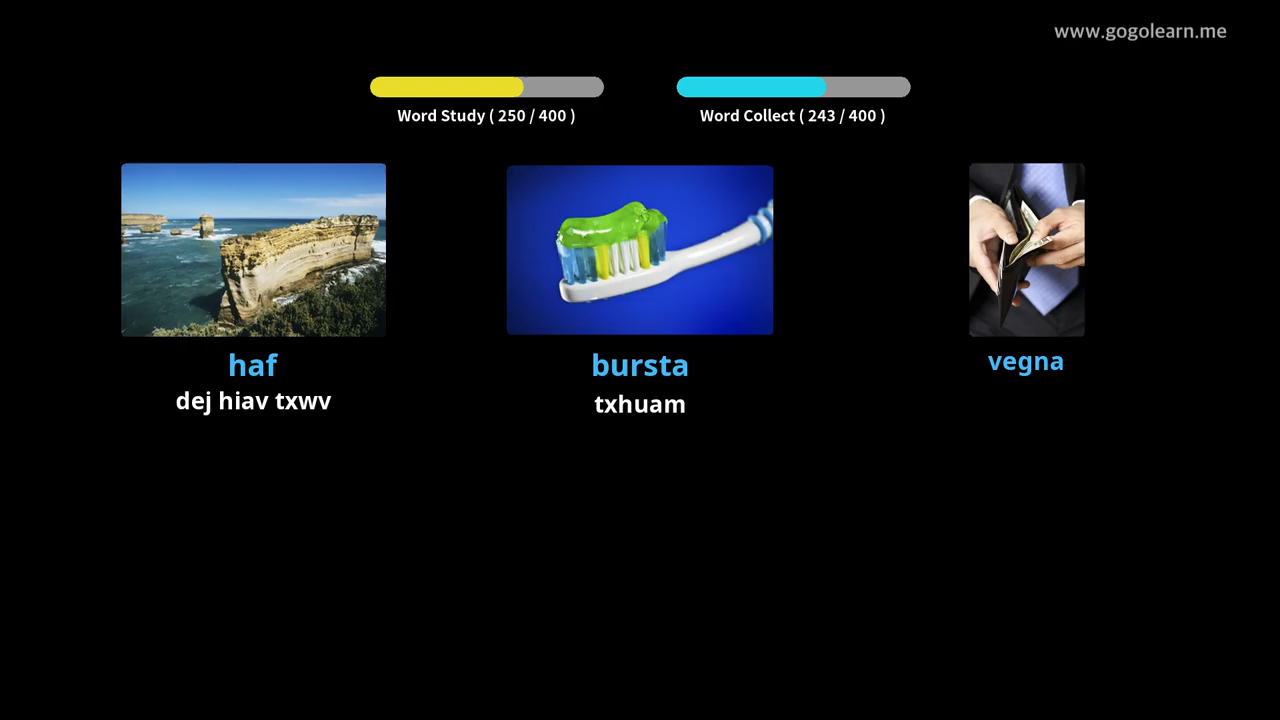 www.gogolearn.me
Word Study ( 250 / 400 )
Word Collect ( 243 / 400 )
haf
dej hiav txwv
bursta
txhuam
vegna